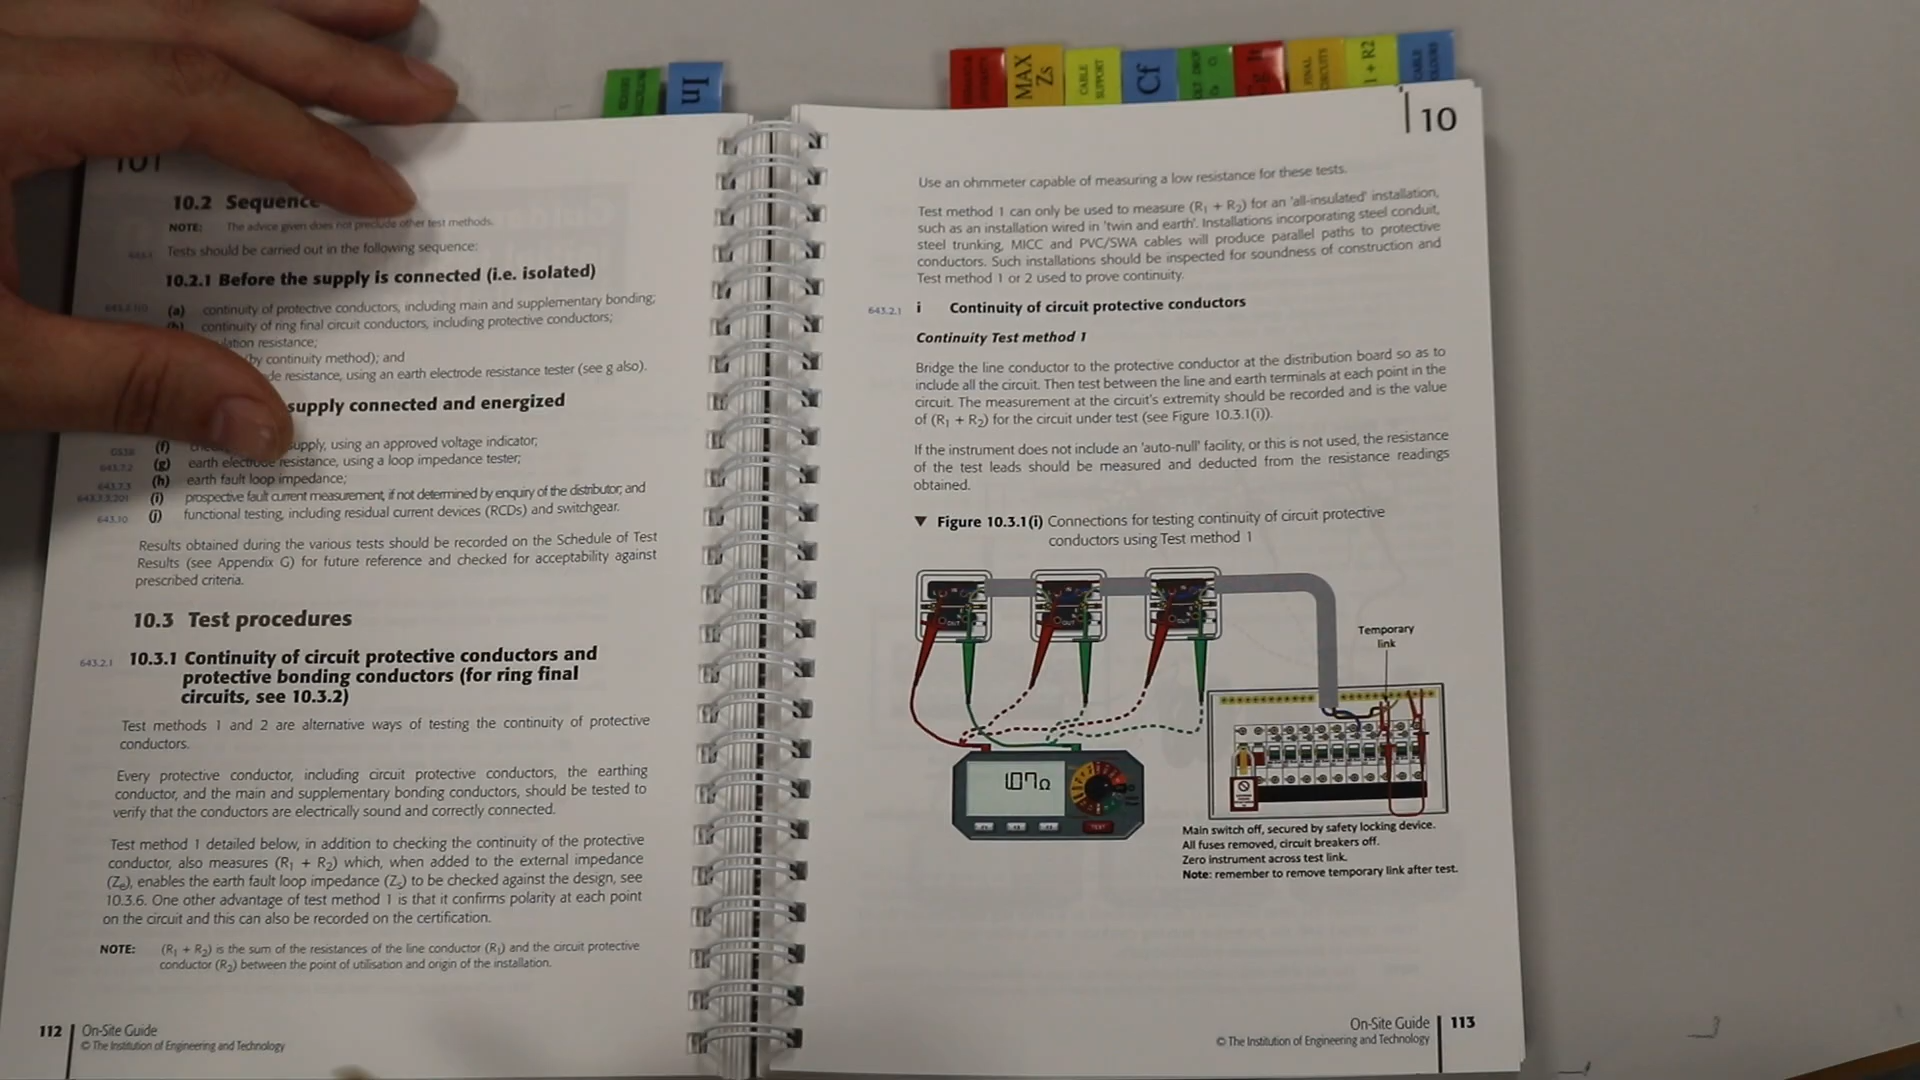 In
MAX
Zs
CABLE
SUPPORT
Cf
FINAL
CIRCUITS
1 + R2
CABLE
10.2 Sequence
NOTE: The advice given does not preclude other test methods.
Tests should be carried out in the following sequence:
10.2.1 Before the supply is connected (i.e. isolated)
(a) continuity of protective conductors, including main and supplementary bonding;
(b) continuity of ring final circuit conductors, including protective conductors;
resistance;
(by continuity method); and
resistance, using an earth electrode resistance tester (see g also).
supply connected and energized
GS38 (f) supply, using an approved voltage indicator;
643.7.2 (g) earth electrode resistance, using a loop impedance tester;
643.7.3 (h) earth fault loop impedance;
643.7.3.201 (i) prospective fault current measurement, if not determined by enquiry of the distributor; and
643.10 (j) functional testing, including residual current devices (RCDs) and switchgear.
Results obtained during the various tests should be recorded on the Schedule of Test
Results (see Appendix G) for future reference and checked for acceptability against
prescribed criteria.
10.3 Test procedures
643.2.1 10.3.1 Continuity of circuit protective conductors and
protective bonding conductors (for ring final
circuits, see 10.3.2)
Test methods 1 and 2 are alternative ways of testing the continuity of protective
conductors.
Every protective conductor, including circuit protective conductors, the earthing
conductor, and the main and supplementary bonding conductors, should be tested to
verify that the conductors are electrically sound and correctly connected.
Test method 1 detailed below, in addition to checking the continuity of the protective
conductor, also measures (R1 + R2) which, when added to the external impedance
(Ze), enables the earth fault loop impedance (Zs) to be checked against the design, see
10.3.6. One other advantage of test method 1 is that it confirms polarity at each point
on the circuit and this can also be recorded on the certification.
NOTE: (R1 + R2) is the sum of the resistances of the line conductor (R1) and the circuit protective
conductor (R2) between the point of utilisation and origin of the installation.
112 On-Site Guide
© The Institution of Engineering and Technology
10
Use an ohmmeter capable of measuring a low resistance for these tests.
Test method 1 can only be used to measure (R1 + R2) for an 'all-insulated' installation,
such as an installation wired in 'twin and earth'. Installations incorporating steel conduit,
steel trunking, MICC and PVC/SWA cables will produce parallel paths to protective
conductors. Such installations should be inspected for soundness of construction and
Test method 1 or 2 used to prove continuity.
643.2.1 i Continuity of circuit protective conductors
Continuity Test method 1
Bridge the line conductor to the protective conductor at the distribution board so as to
include all the circuit. Then test between the line and earth terminals at each point in the
circuit. The measurement at the circuit's extremity should be recorded and is the value
of (R1 + R2) for the circuit under test (see Figure 10.3.1(i)).
If the instrument does not include an 'auto-null' facility, or this is not used, the resistance
of the test leads should be measured and deducted from the resistance readings
obtained.
▼ Figure 10.3.1(i) Connections for testing continuity of circuit protective
conductors using Test method 1
OUT
OUT
OUT
Temporary
link
1.07Ω
TEST
Main switch off, secured by safety locking device.
All fuses removed, circuit breakers off.
Zero instrument across test link.
Note: remember to remove temporary link after test.
On-Site Guide 113
© The Institution of Engineering and Technology